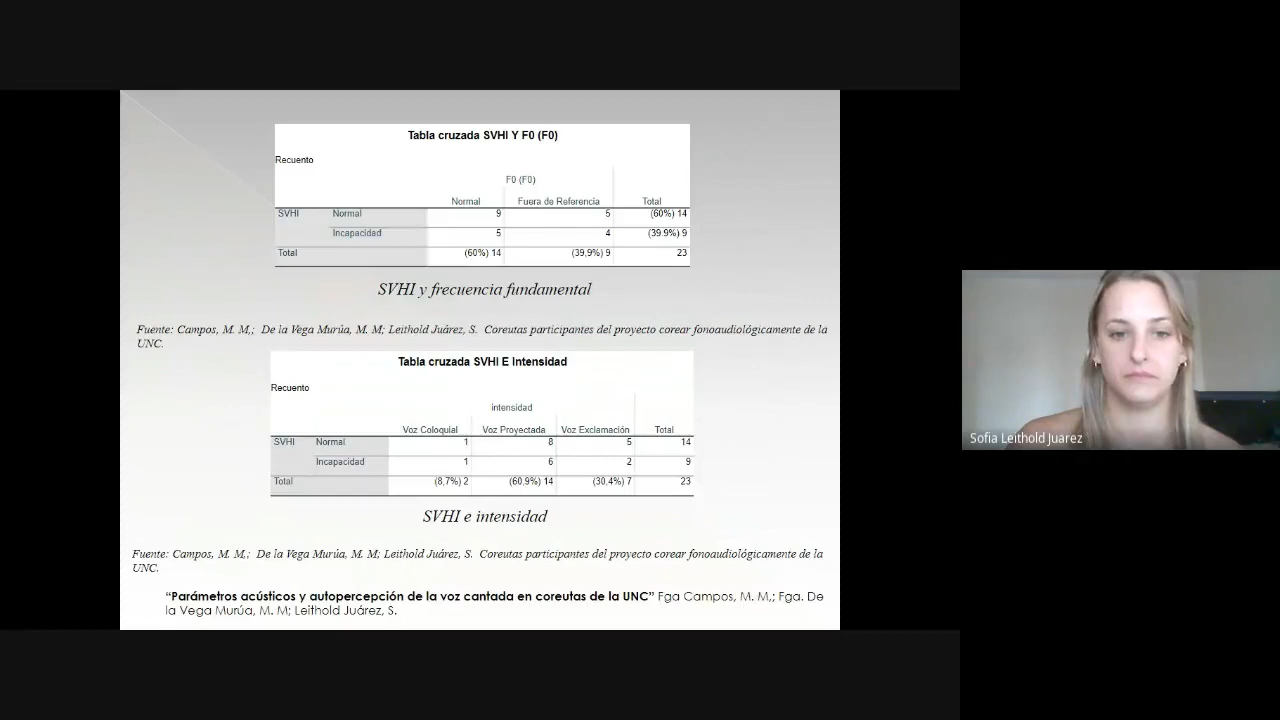 Tabla cruzada SVHI Y F0 (F0)
Recuento
F0 (F0)
Normal Fuera de Referencia Total
SVHI Normal 9 5 (60%) 14
Incapacidad 5 4 (39.9%) 9
Total (60%) 14 (39,9%) 9 23
SVHI y frecuencia fundamental
Fuente: Campos, M. M,; De la Vega Murúa, M. M; Leithold Juárez, S. Coreutas participantes del proyecto corear fonoaudiológicamente de la
UNC.
Tabla cruzada SVHI E Intensidad
Recuento
intensidad
Voz Coloquial Voz Proyectada Voz Exclamación Total
SVHI Normal 1 8 5 14
Incapacidad 1 6 2 9
Total (8,7%) 2 (60,9%) 14 (30,4%) 7 23
SVHI e intensidad
Fuente: Campos, M. M,; De la Vega Murúa, M. M; Leithold Juárez, S. Coreutas participantes del proyecto corear fonoaudiológicamente de la
UNC.
“Parámetros acústicos y autopercepción de la voz cantada en coreutas de la UNC” Fga Campos, M. M,; Fga. De
la Vega Murúa, M. M; Leithold Juárez, S.
Sofia Leithold Juarez